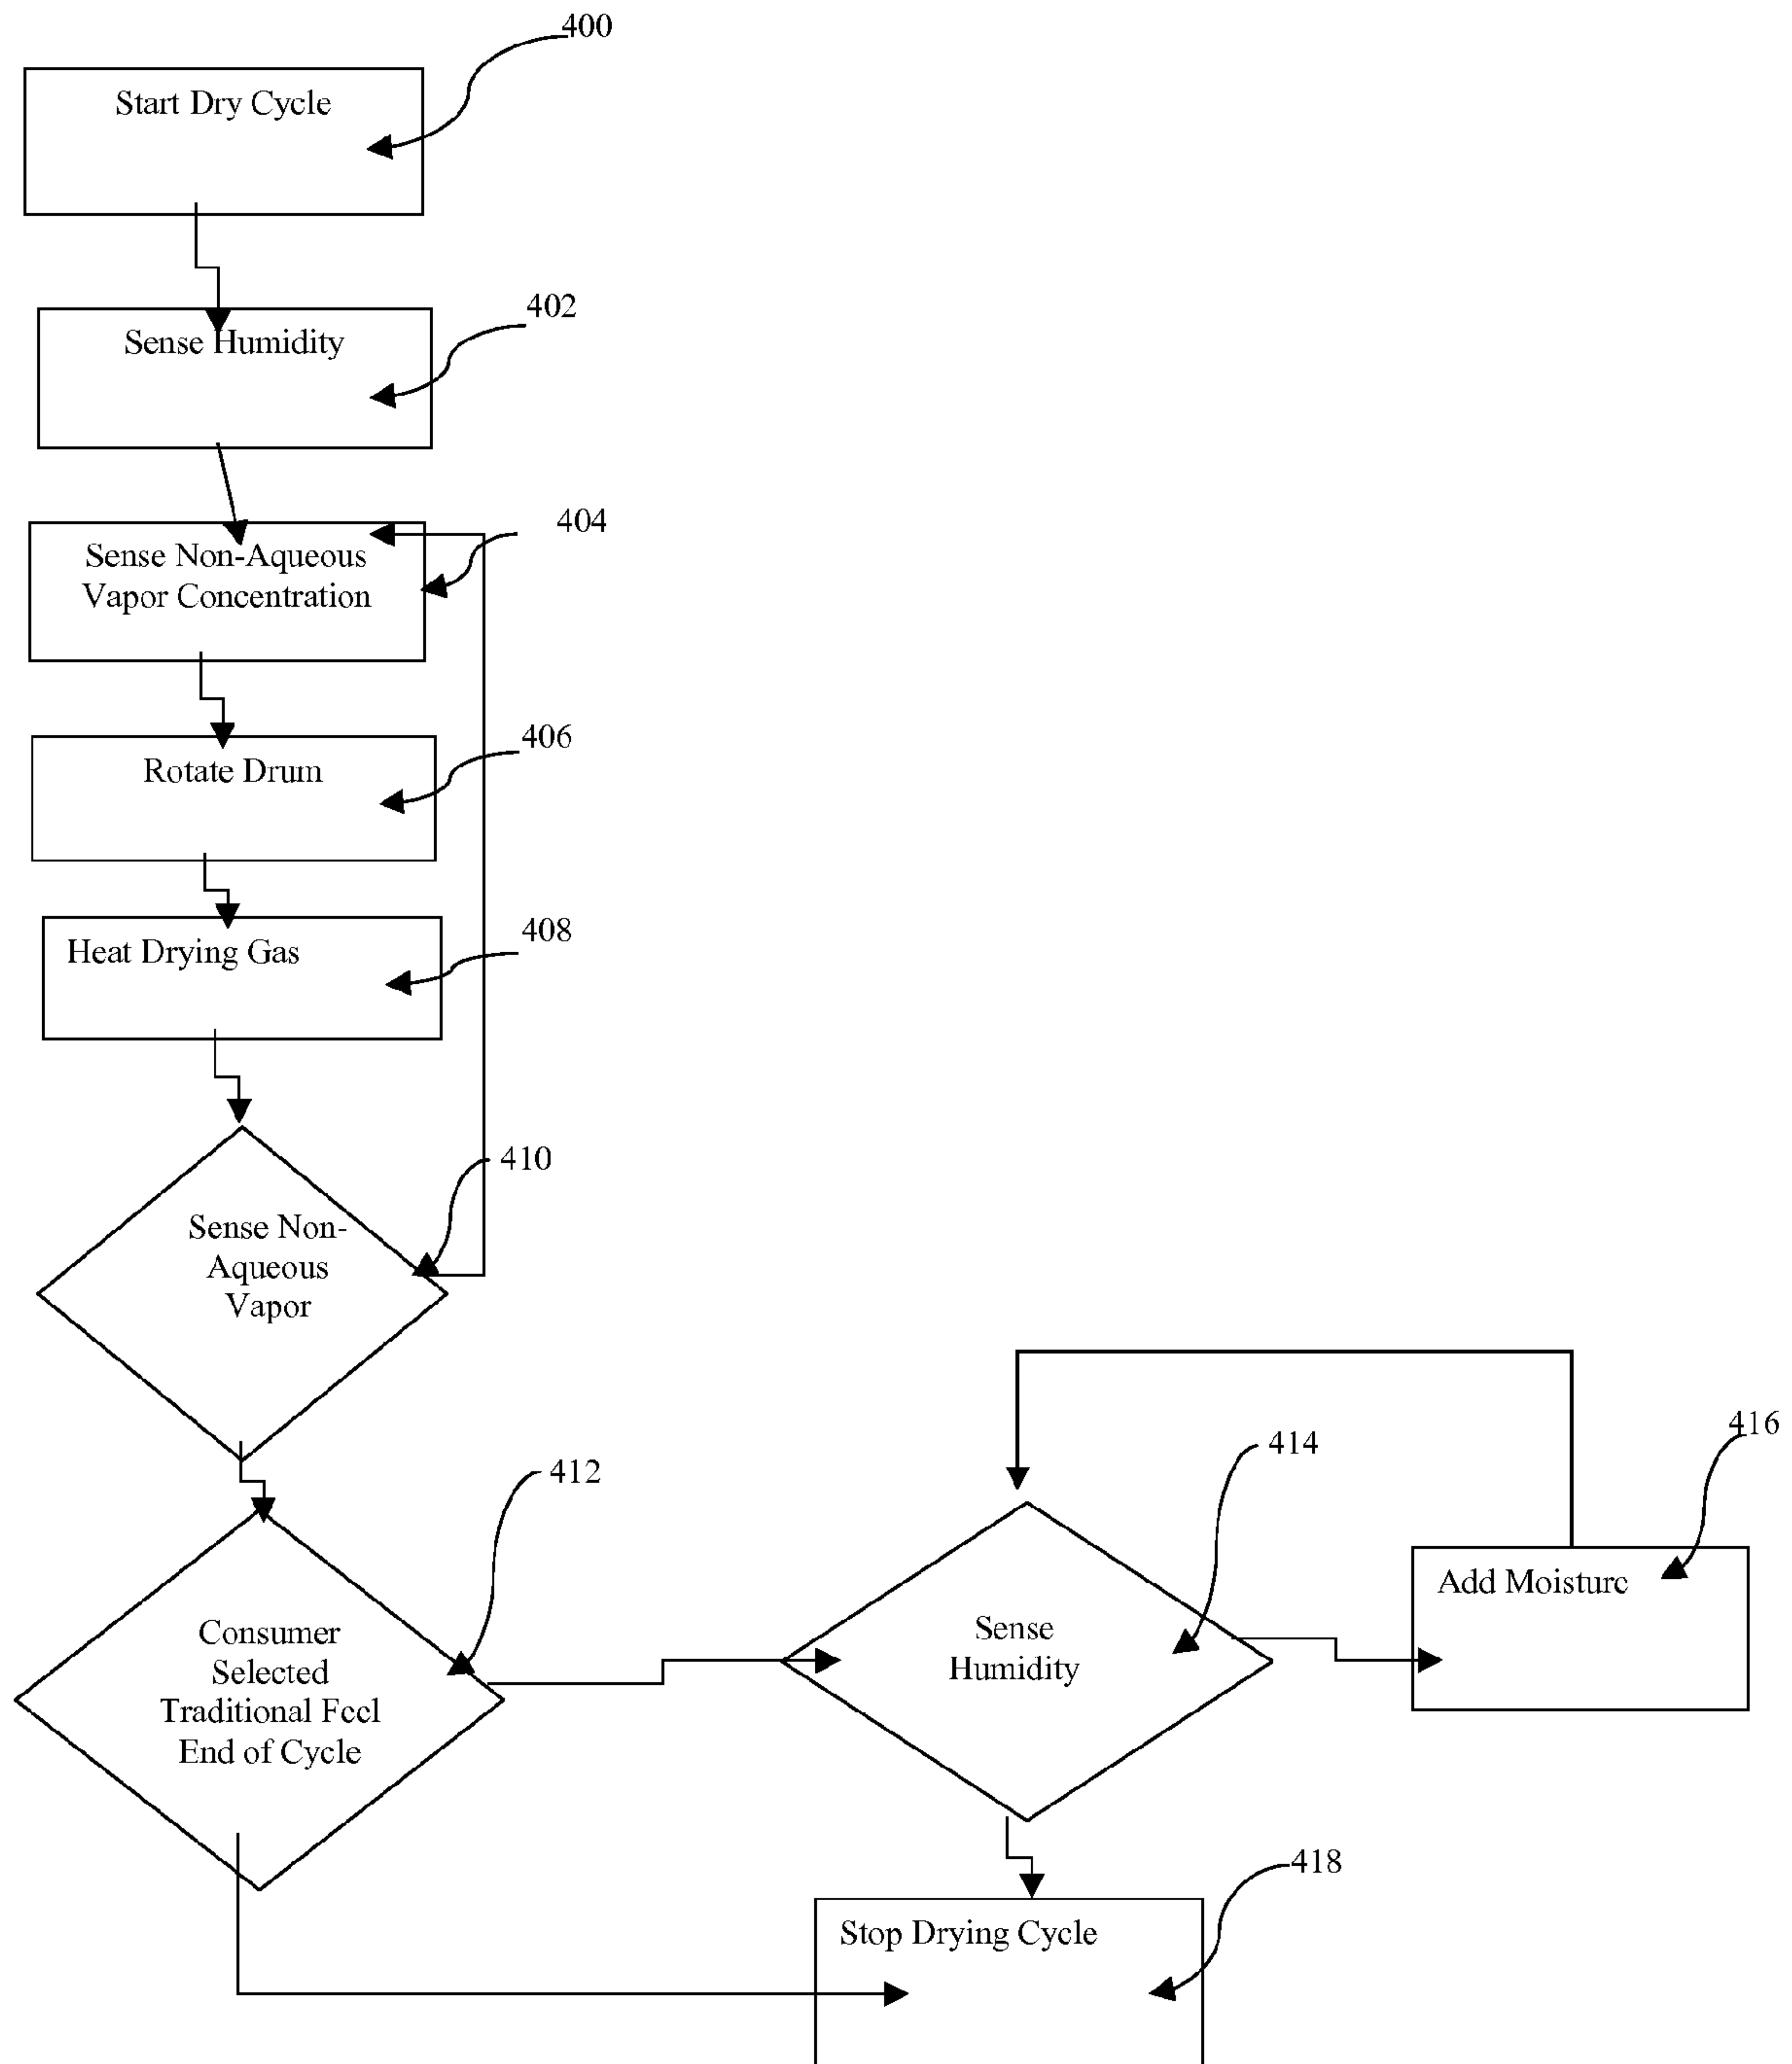 400
Start Dry Cycle
402
Sense Humidity
404
Sense Non-Aqueous
Vapor Concentration
406
Rotate Drum
408
Heat Drying Gas
410
Sense Non-
Aqueous
Vapor
412
Consumer
Selected
Traditional Feel
End of Cycle
414
Sense
Humidity
416
Add Moisture
418
Stop Drying Cycle